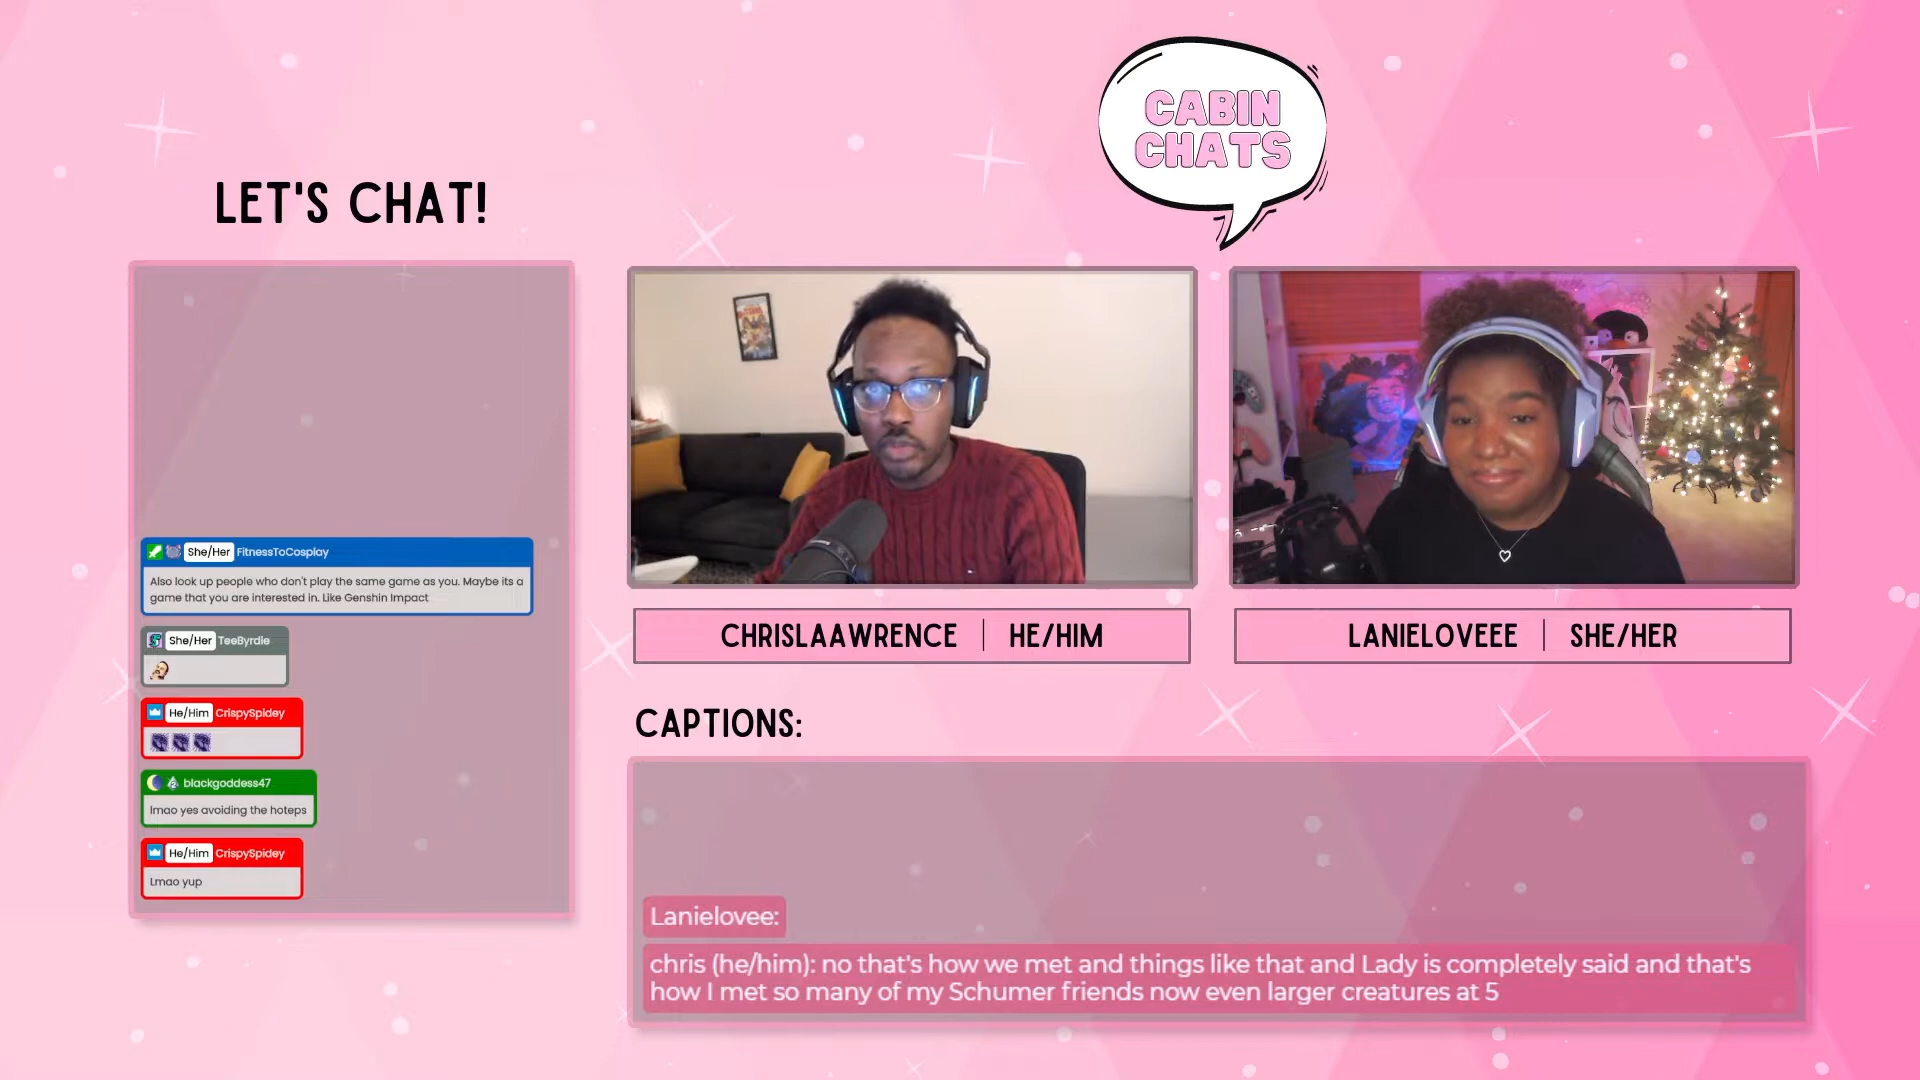 CABIN
CHATS
LET'S CHAT!
She/Her FitnessToCosplay
Also look up people who don't play the same game as you. Maybe its a
game that you are interested in. Like Genshin Impact
She/Her TeeByrdie
He/Him CrispySpidey
blackgoddess47
lmao yes avoiding the hoteps
He/Him CrispySpidey
Lmao yup
CHRISLAAWRENCE | HE/HIM
LANIELOVEEE | SHE/HER
CAPTIONS:
Lanielovee:
chris (he/him): no that's how we met and things like that and Lady is completely said and that's
how I met so many of my Schumer friends now even larger creatures at 5